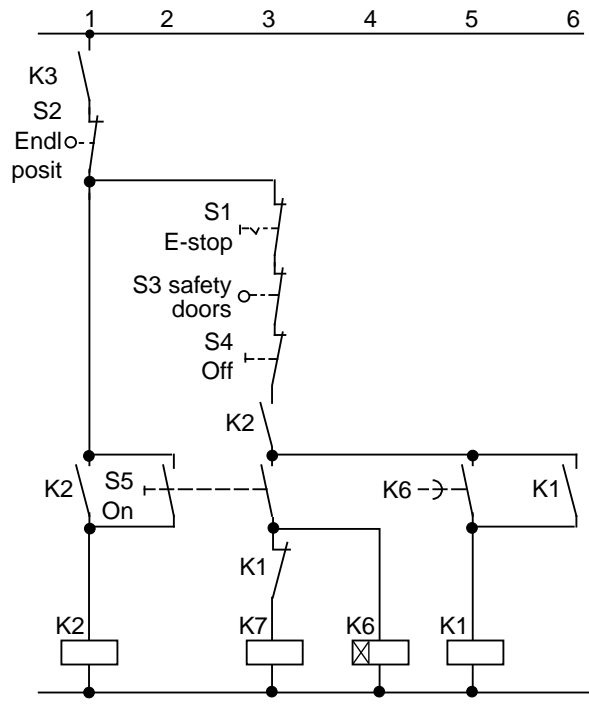 1 2 3 4 5 6
K3
S2
Endl
posit
S1
E-stop
S3 safety
doors
S4
Off
K2
K2 S5 K6 K1
On
K1
K2 K7 K6 K1